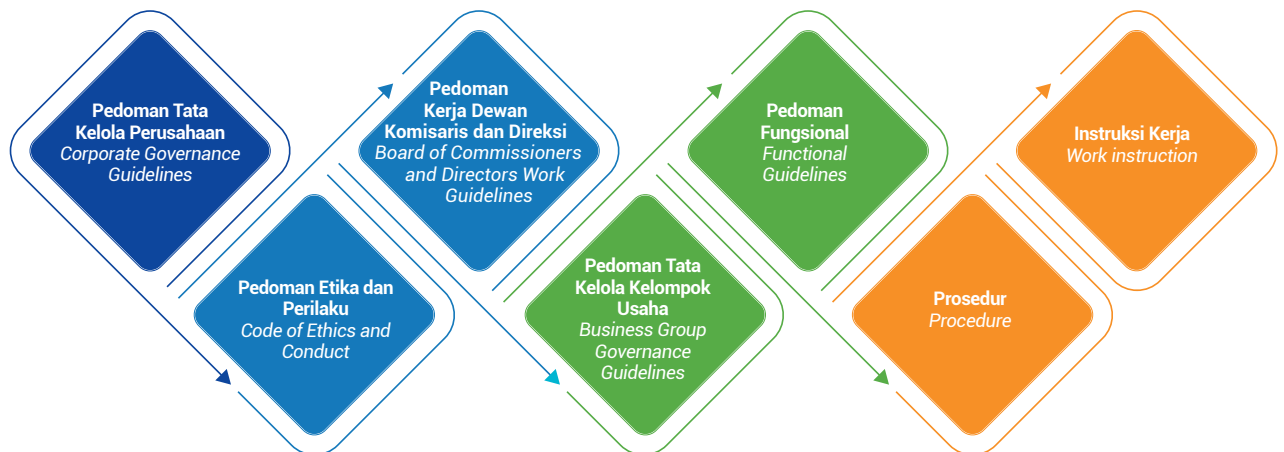 Pedoman Tata
Kelola Perusahaan
Corporate Governance
Guidelines
Pedoman Etika dan
Perilaku
Code of Ethics and
Conduct
Pedoman
Kerja Dewan
Komisaris dan Direksi
Board of Commissioners
and Directors Work
Guidelines
Pedoman Tata
Kelola Kelompok
Usaha
Business Group
Governance
Guidelines
Pedoman
Fungsional
Functional
Guidelines
Prosedur
Procedure
Instruksi Kerja
Work instruction